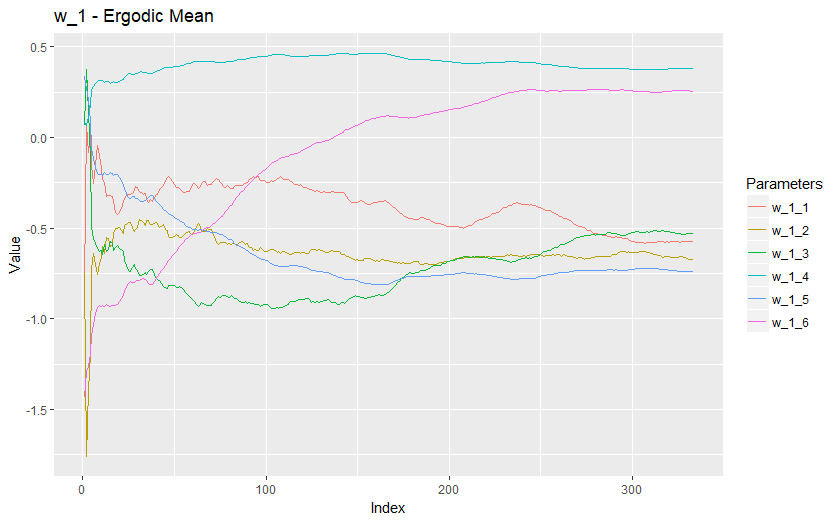 w_1 - Ergodic Mean
0.5
0.0
-0.5
-1.0
-1.5
Value
0
100
200
300
Index
Parameters
w_1_1
w_1_2
w_1_3
w_1_4
w_1_5
w_1_6